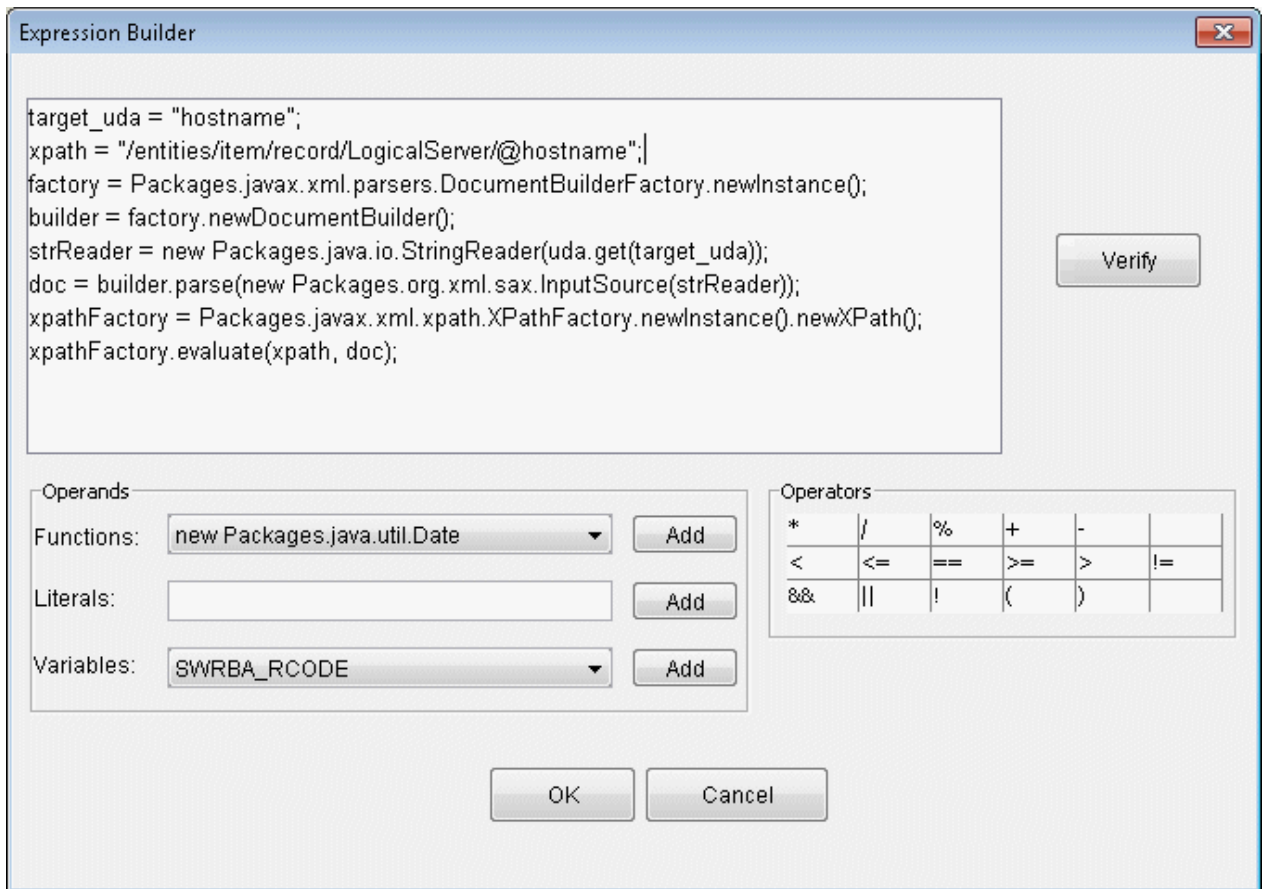 Expression Builder
target_uda = "hostname";
xpath = "/entities/item/record/LogicalServer/@hostname";
factory = Packages.javax.xml.parsers.DocumentBuilderFactory.newInstance();
builder = factory.newDocumentBuilder();
strReader = new Packages.java.io.StringReader(uda.get(target_uda));
doc = builder.parse(new Packages.org.xml.sax.InputSource(strReader));
xpathFactory = Packages.javax.xml.xpath.XPathFactory.newInstance().newXPath();
xpathFactory.evaluate(xpath, doc);
Verify
Operands
Functions: new Packages.java.util.Date Add
Literals: Add
Variables: SWRBA_RCODE Add
Operators
* / % + -
< <= == >= > !=
&& || ! ( )
OK Cancel